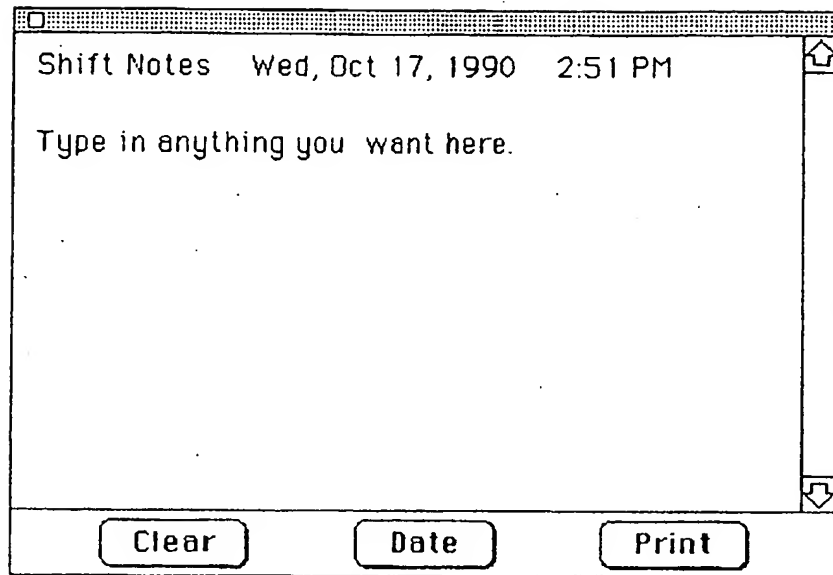 Shift Notes Wed, Oct 17, 1990 2:51 PM
Type in anything you want here.
Clear Date Print